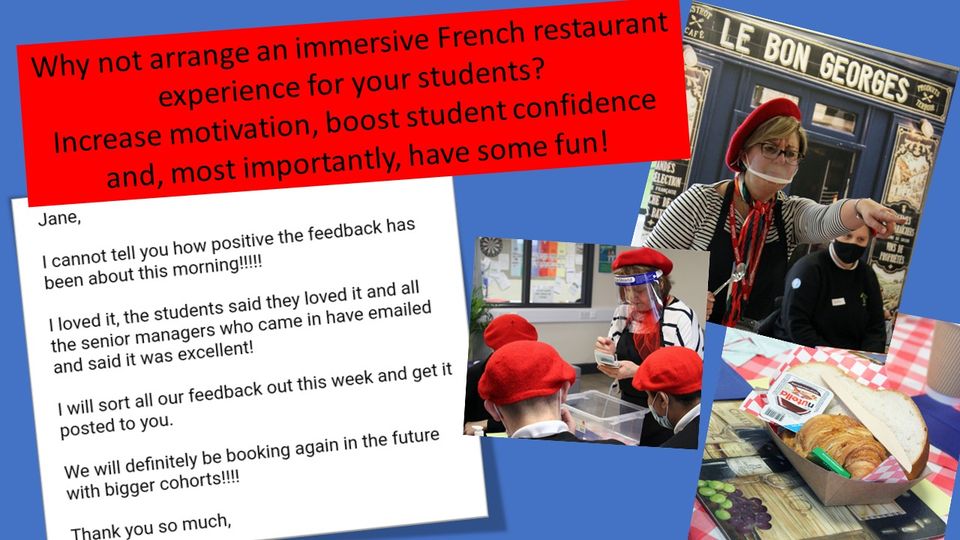 Why not arrange an immersive French restaurant
experience for your students?
Increase motivation, boost student confidence
and, most importantly, have some fun!
Jane,
I cannot tell you how positive the feedback has
been about this morning!!!!!
I loved it, the students said they loved it and all
the senior managers who came in have emailed
and said it was excellent!
I will sort all our feedback out this week and get it
posted to you.
We will definitely be booking again in the future
with bigger cohorts!!!!
Thank you so much,
CAFÉ
LE BON GEORGES
PRODUITS
TERROIR
nutella